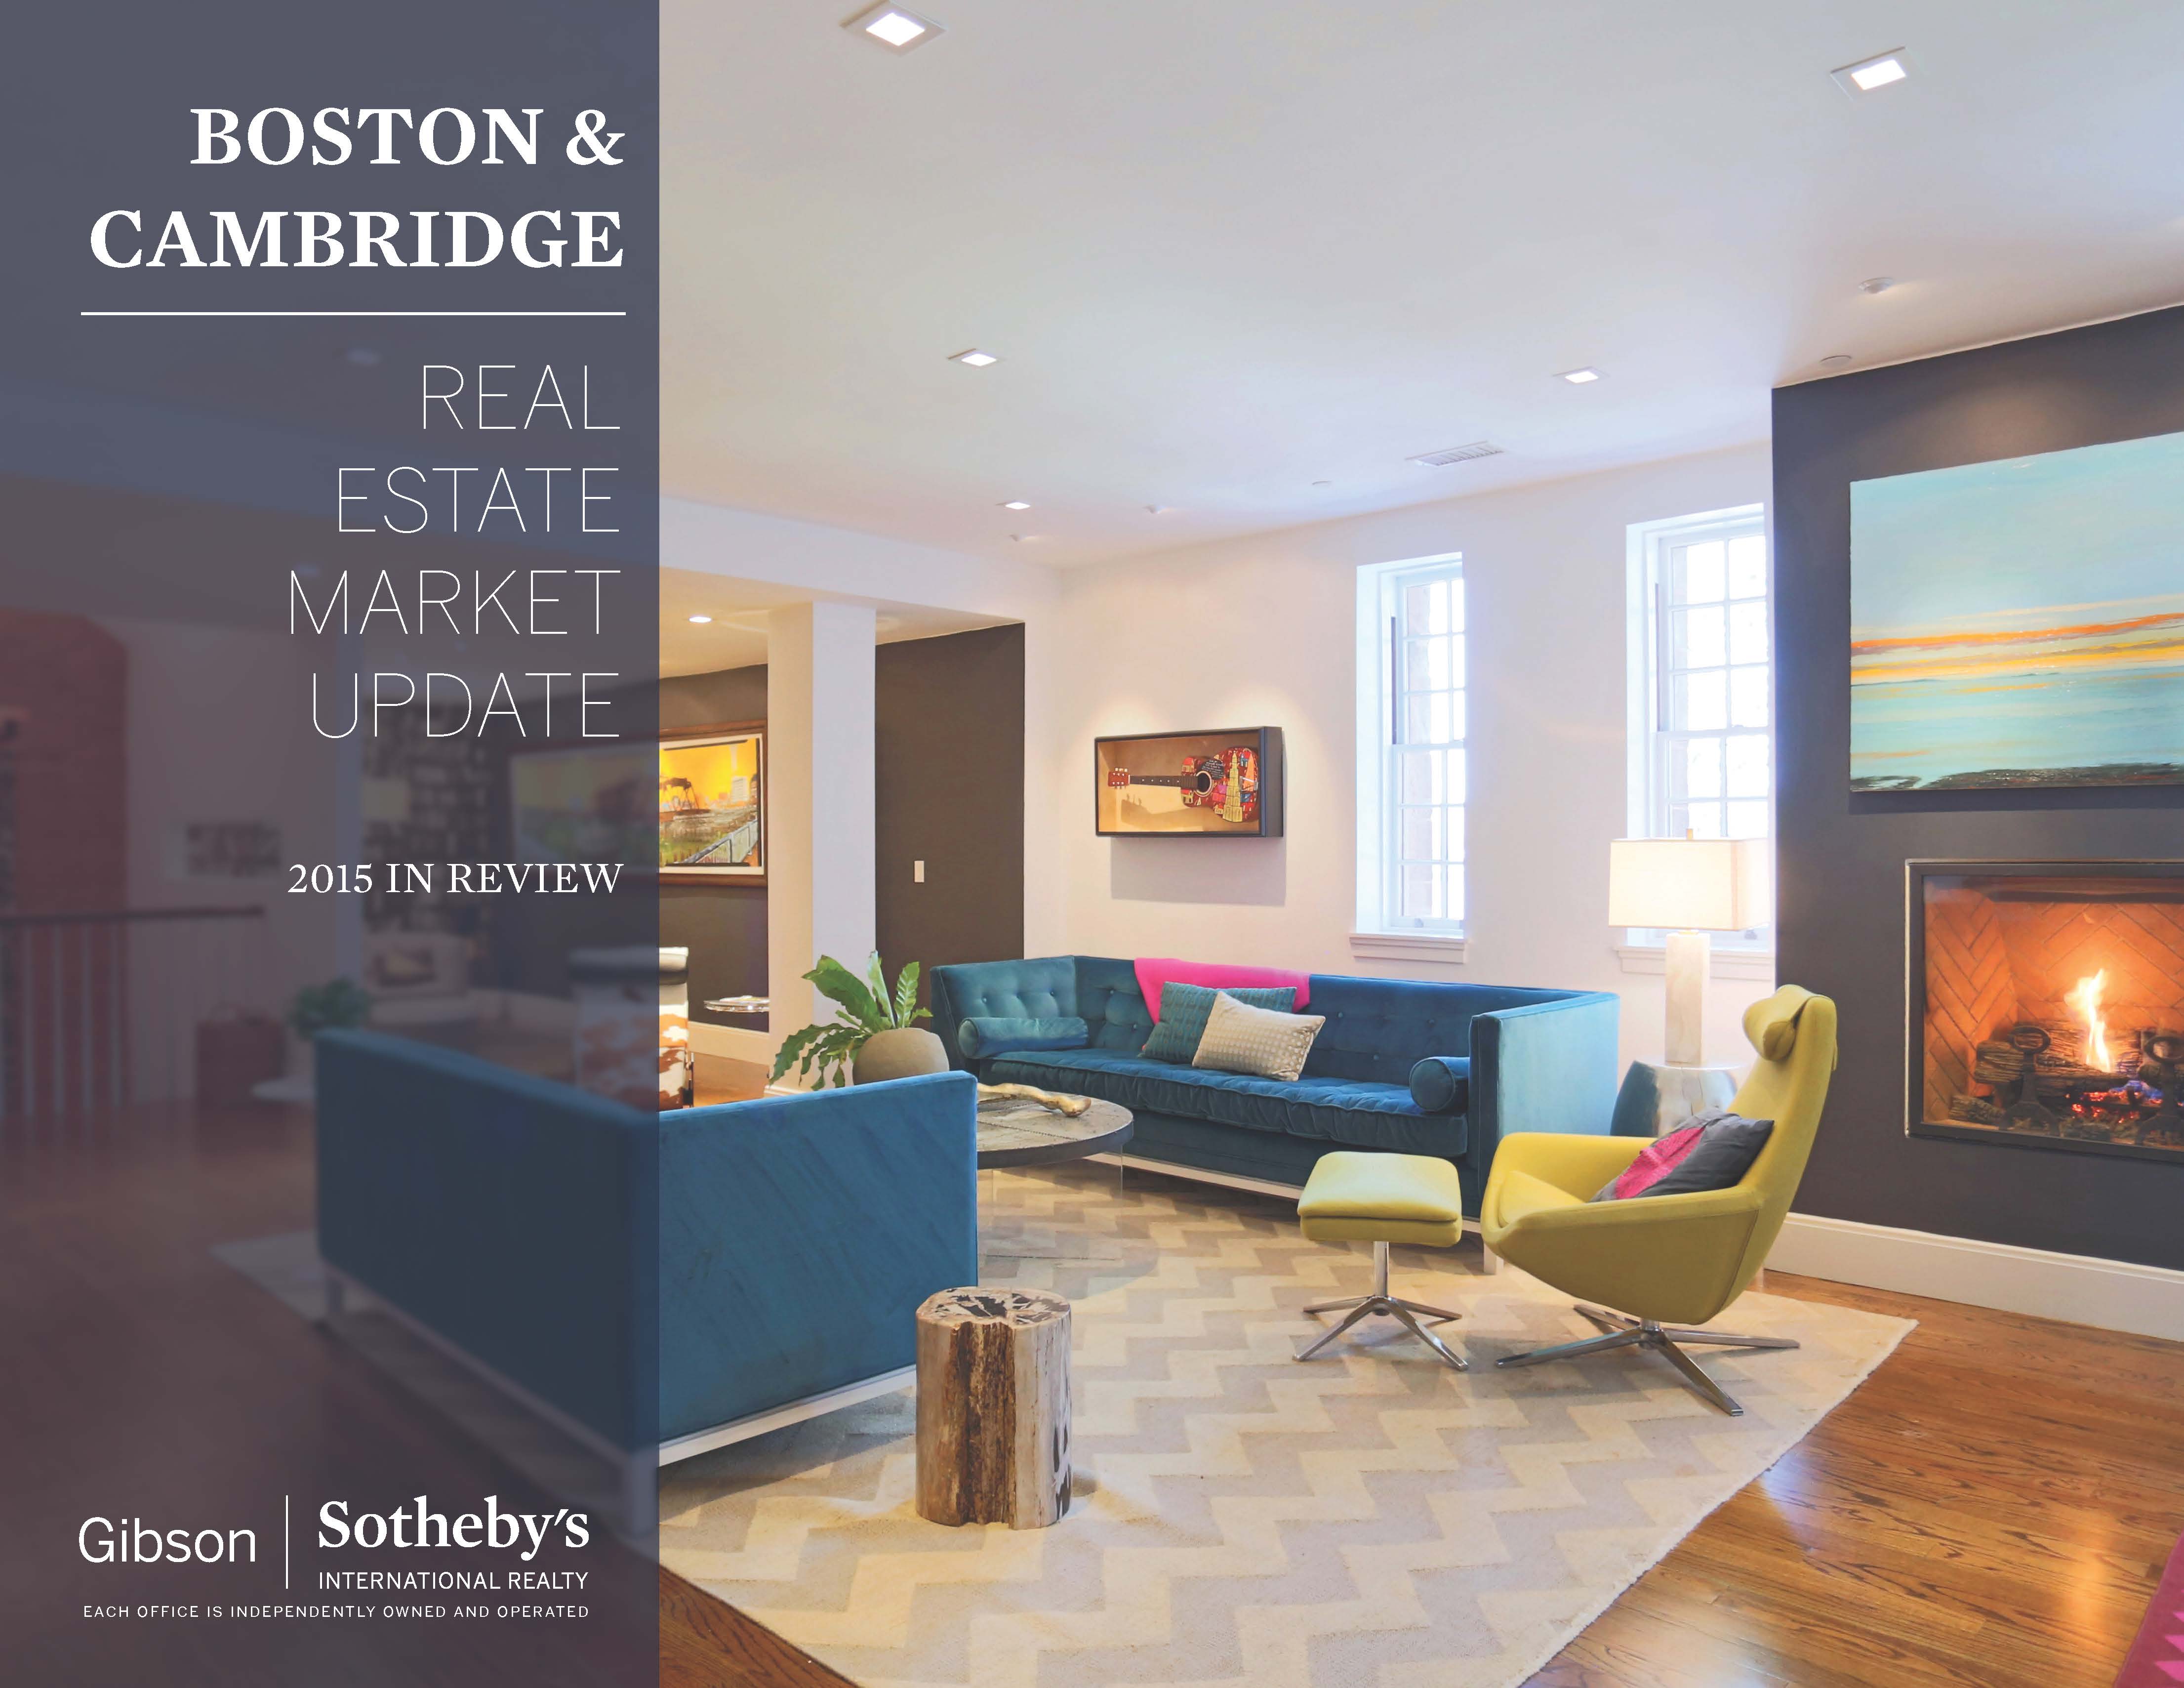 BOSTON &
CAMBRIDGE
REAL
ESTATE
MARKET
UPDATE
2015 IN REVIEW
Gibson | Sotheby's
INTERNATIONAL REALTY
EACH OFFICE IS INDEPENDENTLY OWNED AND OPERATED